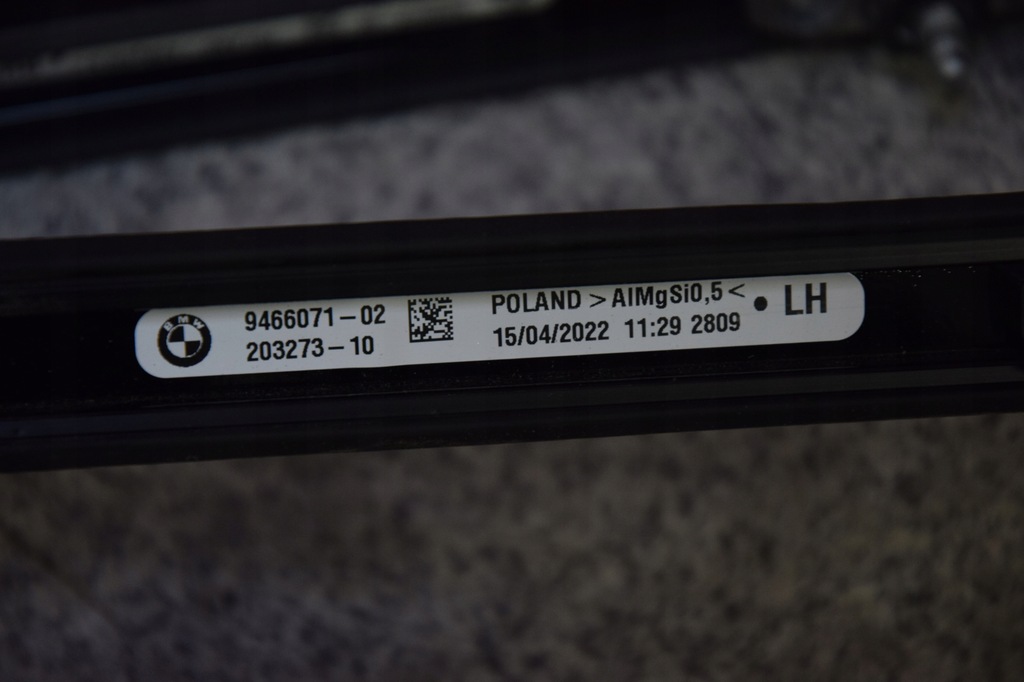 BMW
9466071-02
203273-10
POLAND >AlMgSi0,5<
15/04/2022 11:29 2809
• LH